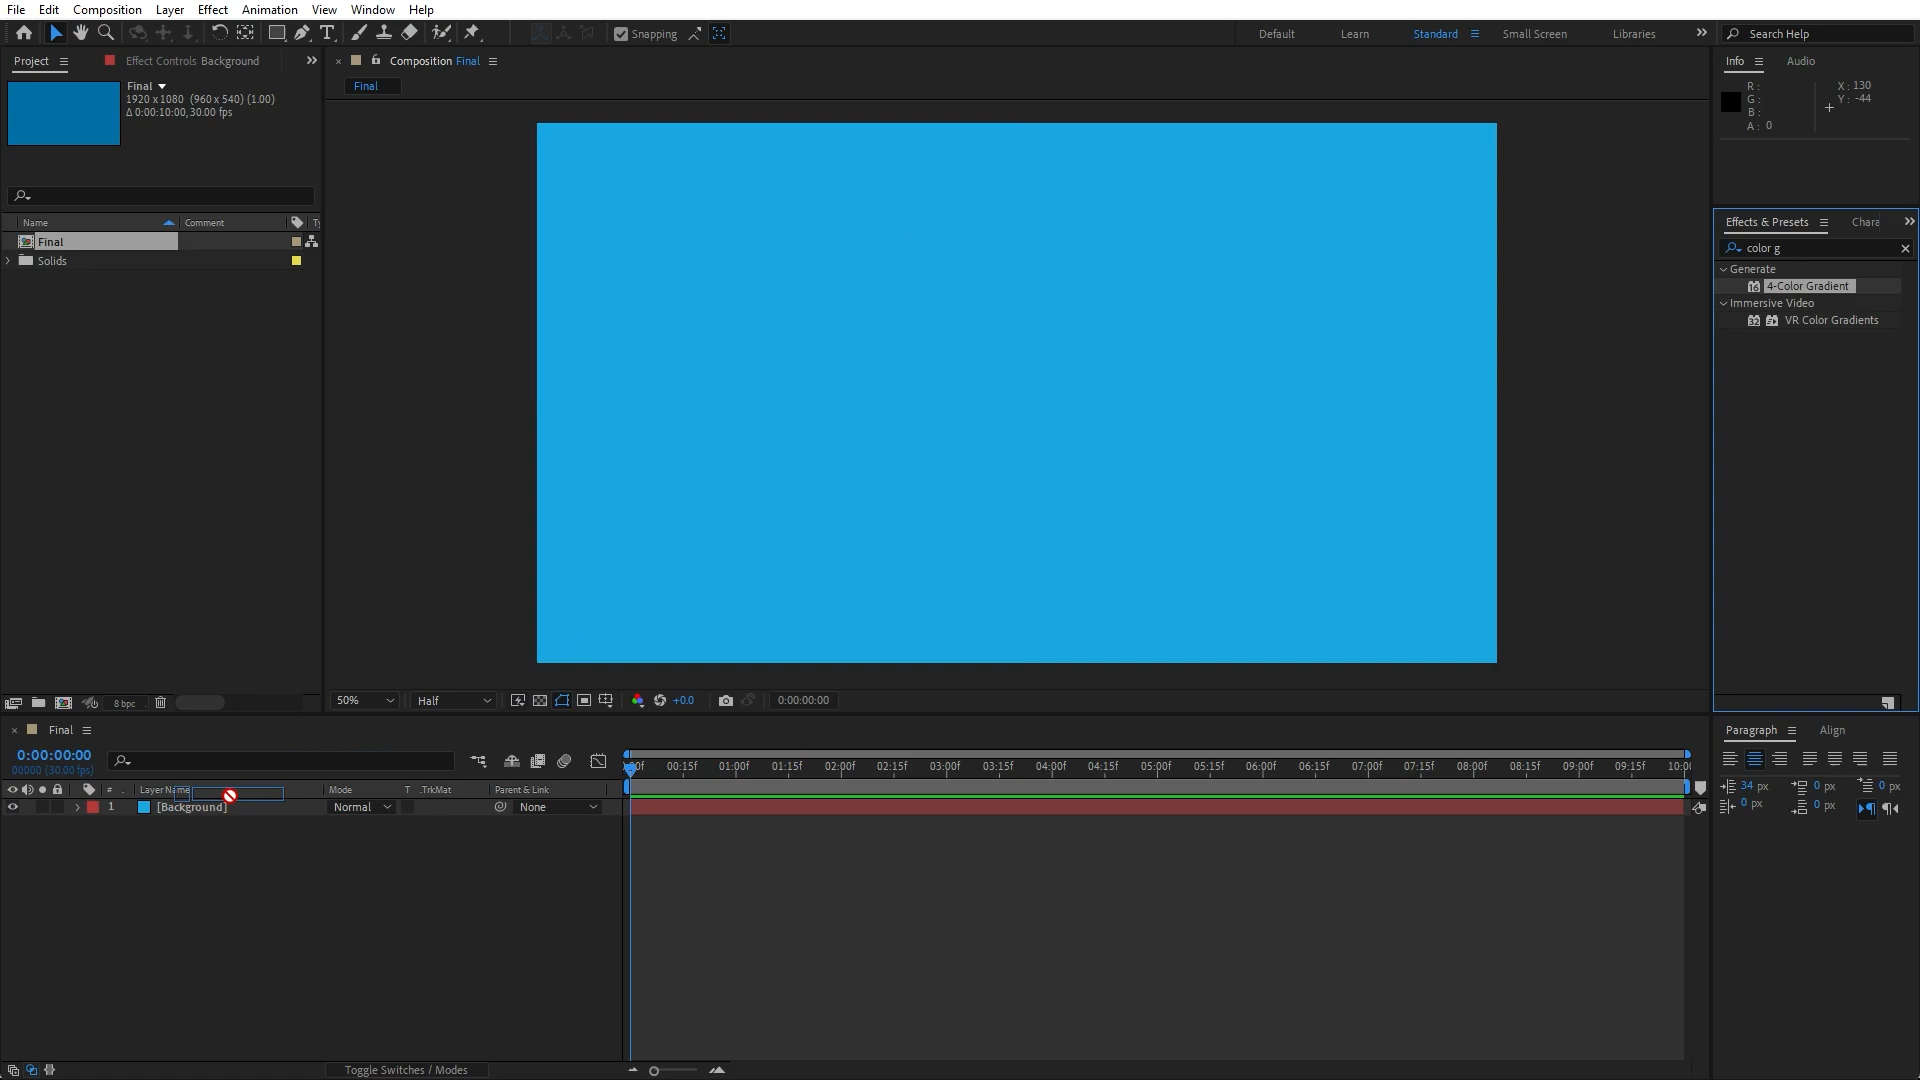 File Edit Composition Layer Effect Animation View Window Help
Snapping
Default Learn Standard Small Screen Libraries Search Help
Project Effect Controls Background
Composition Final
Info Audio
Final
1920 x 1080 (960 x 540) (1.00)
Δ 0:00:10:00, 30.00 fps
Final
R :
G :
B :
A : 0
X : 130
Y : -44
Name Comment Ty
Final
Solids
Effects & Presets Chara
color g
Generate
16 4-Color Gradient
Immersive Video
32 VR Color Gradients
8 bpc
50% Half +0.0 0:00:00:00
Final
0:00:00:00
00000 (30.00 fps)
:00f 00:15f 01:00f 01:15f 02:00f 02:15f 03:00f 03:15f 04:00f 04:15f 05:00f 05:15f 06:00f 06:15f 07:00f 07:15f 08:00f 08:15f 09:00f 09:15f 10:00
# . Layer Name Mode T .TrkMat Parent & Link
1 [Background] Normal None
Paragraph Align
34 px 0 px 0 px
0 px 0 px
Toggle Switches / Modes